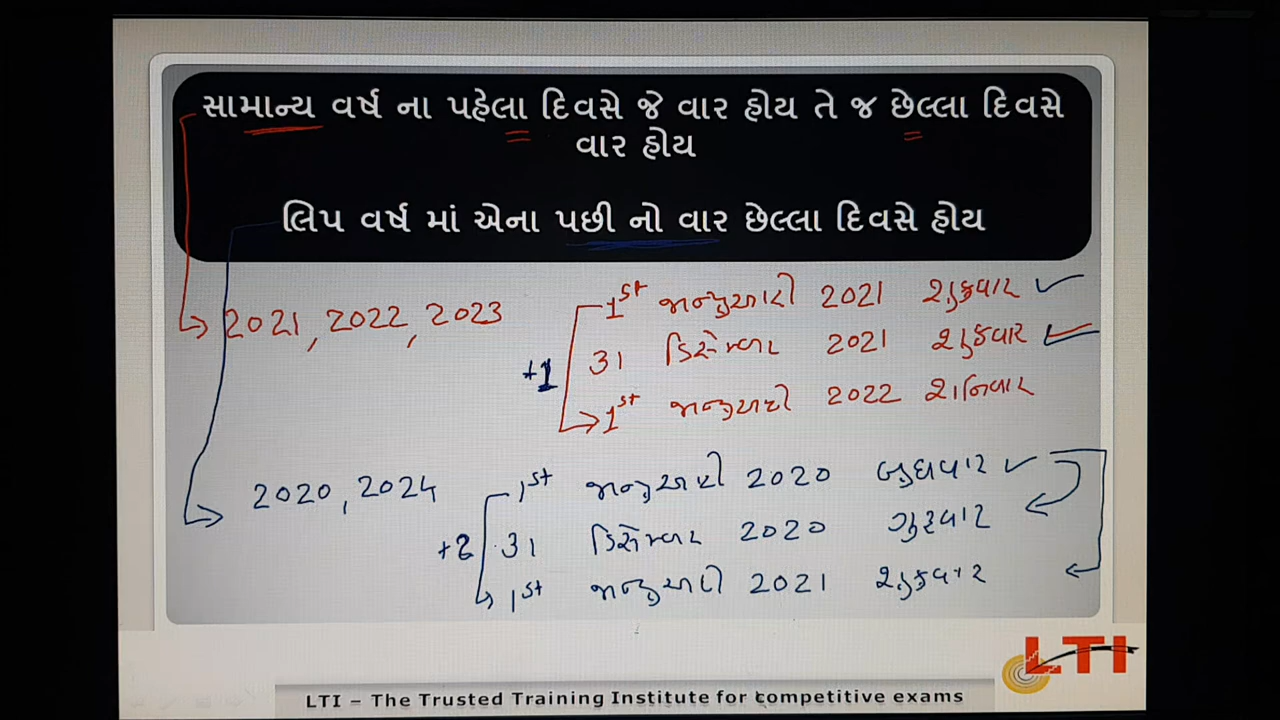 સામાન્ય વર્ષ ના પહેલા દિવસે જે વાર હોય તે જ છેલ્લા દિવસે
વાર હોય
લિપ વર્ષ માં એના પછી નો વાર છેલ્લા દિવસે હોય
2021, 2022, 2023
1st જાન્યુઆરી 2021 શુક્રવાર
+1
31 ડિસેમ્બર 2021 શુક્રવાર
1st જાન્યુઆરી 2022 શનિવાર
2020, 2024
1st જાન્યુઆરી 2020 બુધવાર
+2
31 ડિસેમ્બર 2020 ગુરૂવાર
1st જાન્યુઆરી 2021 શુક્રવાર
LTI
LTI – The Trusted Training Institute for competitive exams